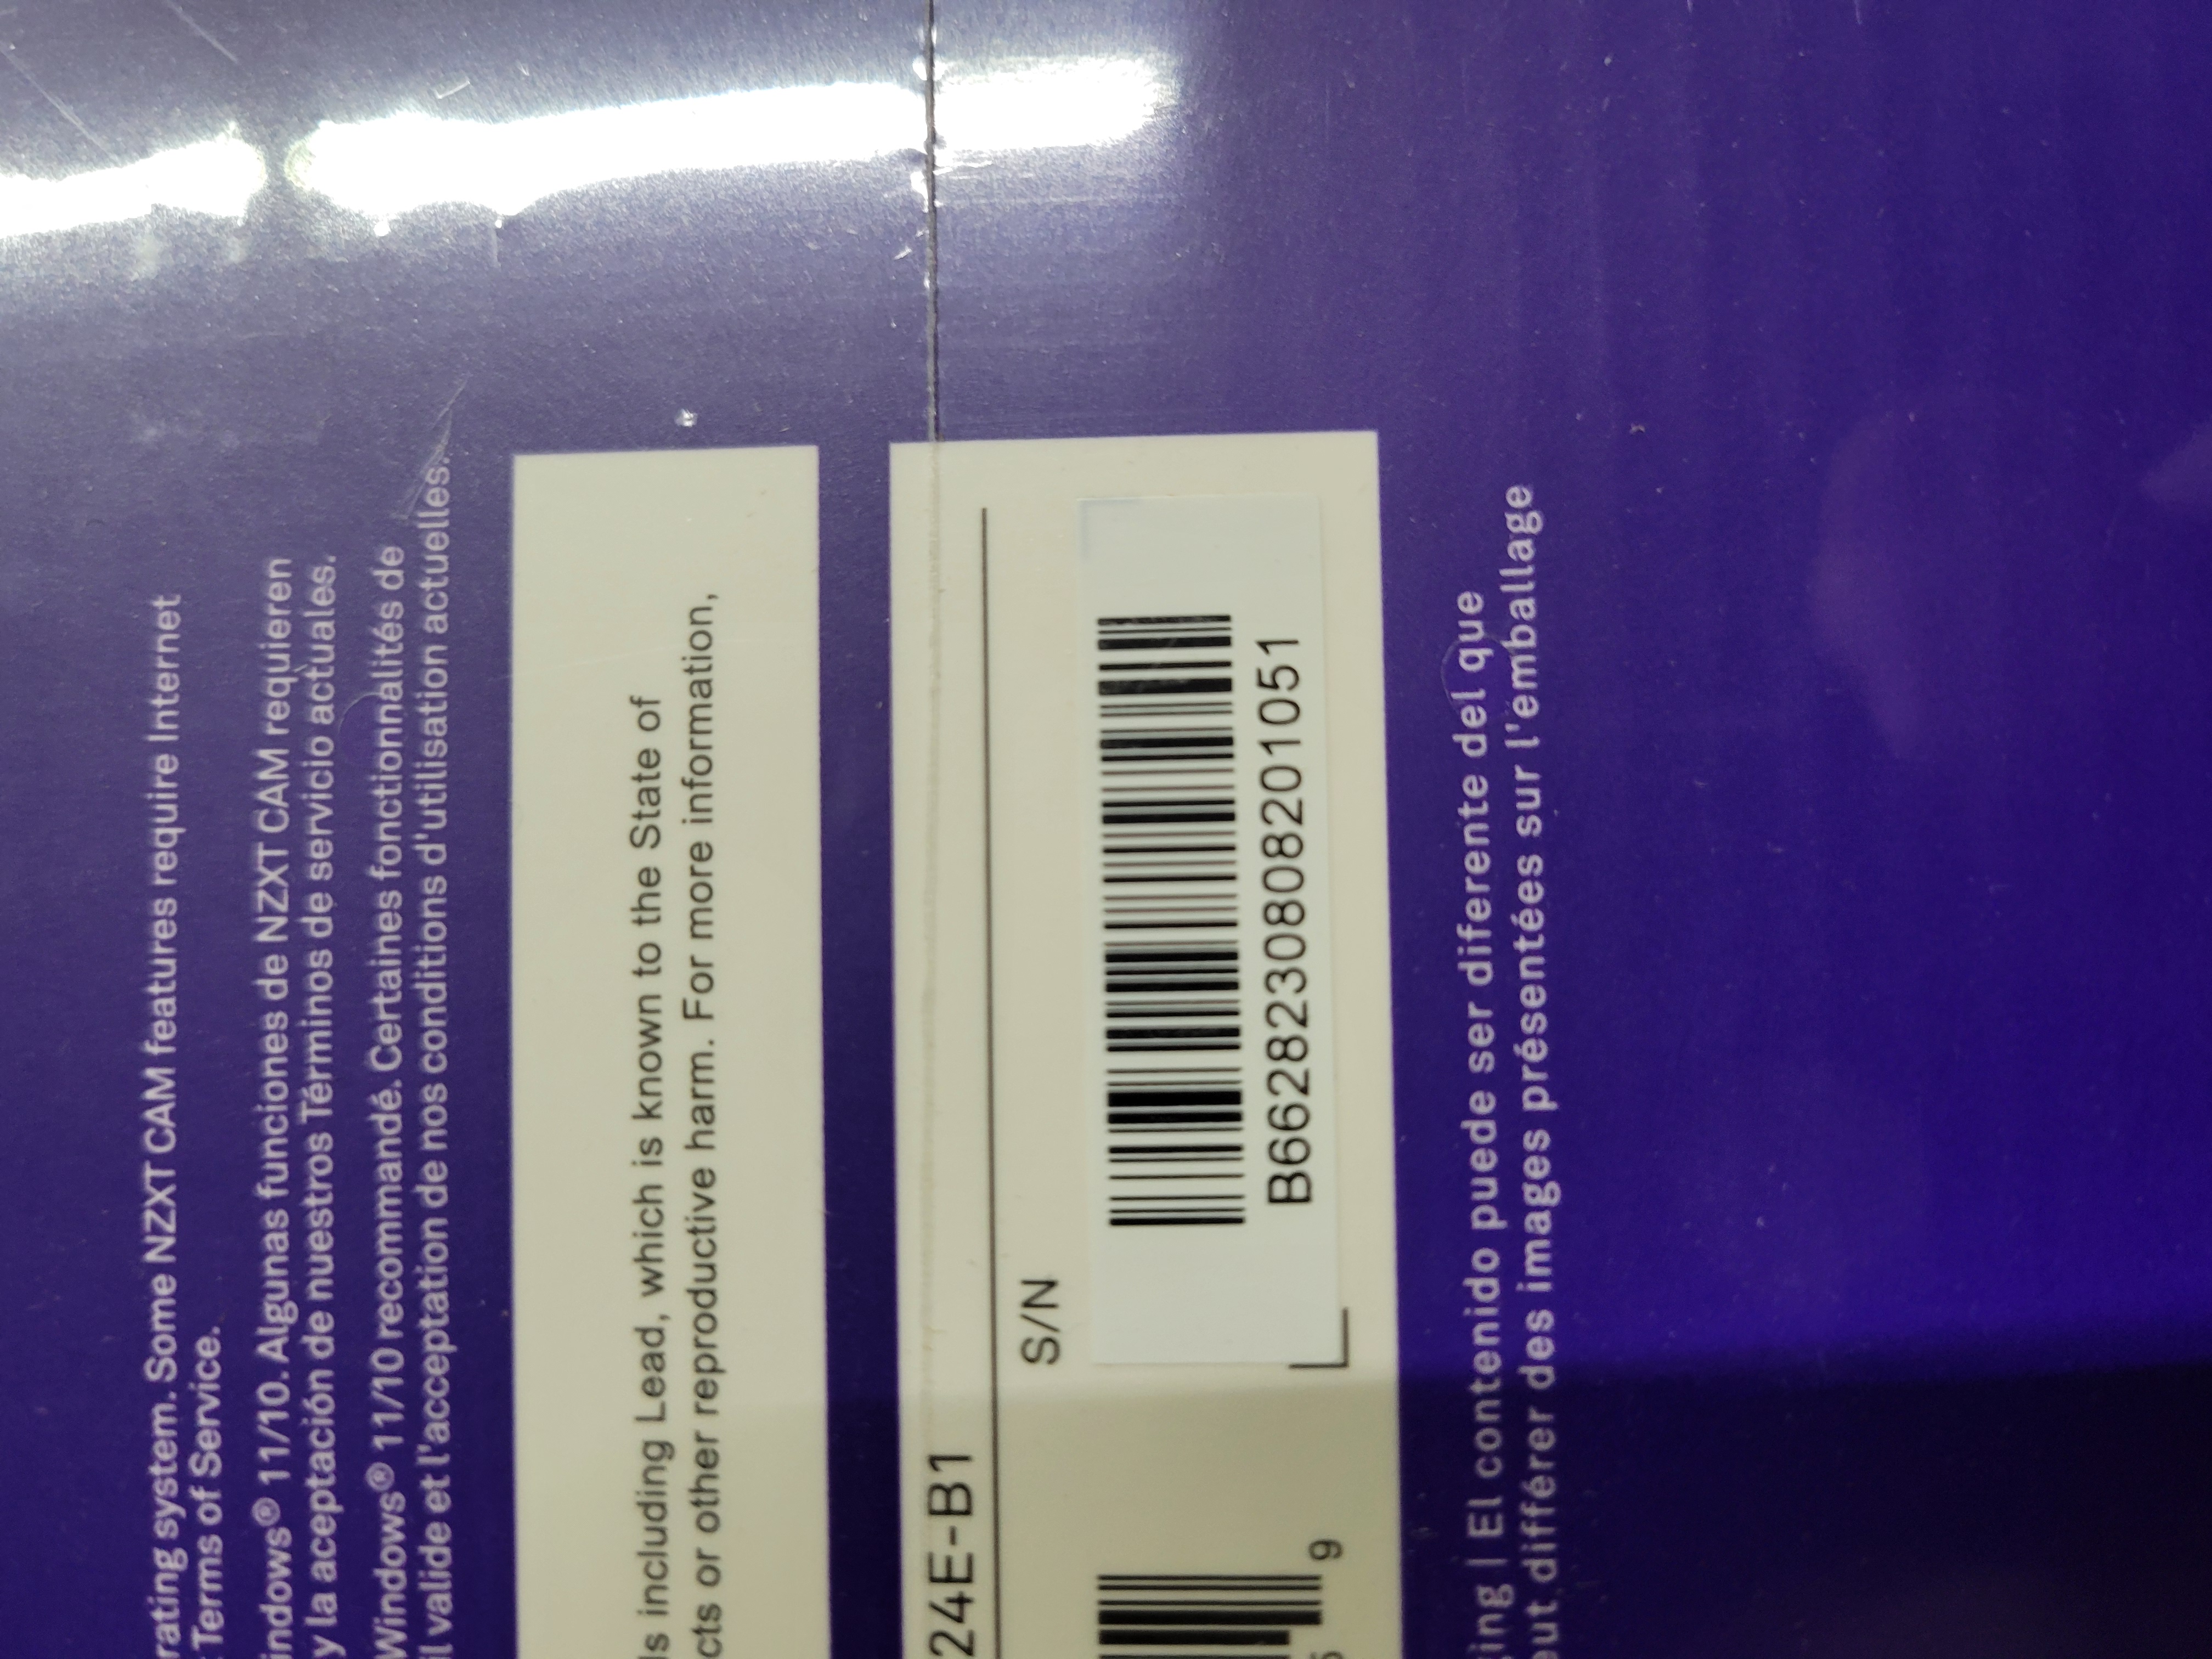 rating system. Some NZXT CAM features require Internet
Terms of Service.
indows® 11/10. Algunas funciones de NZXT CAM requieren
y la aceptación de nuestros Términos de servicio actuales.
Windows® 11/10 recommandé. Certaines fonctionnalités de
il valide et l'acceptation de nos conditions d'utilisation actuelles.
ls including Lead, which is known to the State of
cts or other reproductive harm. For more information,
24E-B1
S/N
B6628230808201051
9
ing | El contenido puede ser diferente del que
eut différer des images présentées sur l'emballage